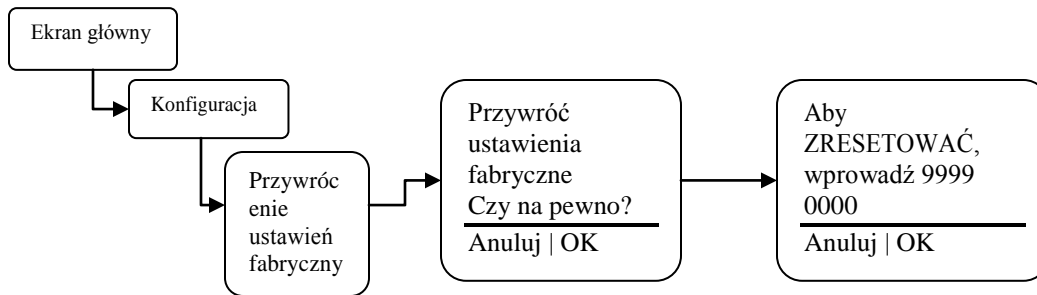 Ekran główny
Konfiguracja
Przywróc
enie
ustawień
fabryczny
Przywróć
ustawienia
fabryczne
Czy na pewno?
Anuluj | OK
Aby
ZRESETOWAĆ,
wprowadź 9999
0000
Anuluj | OK